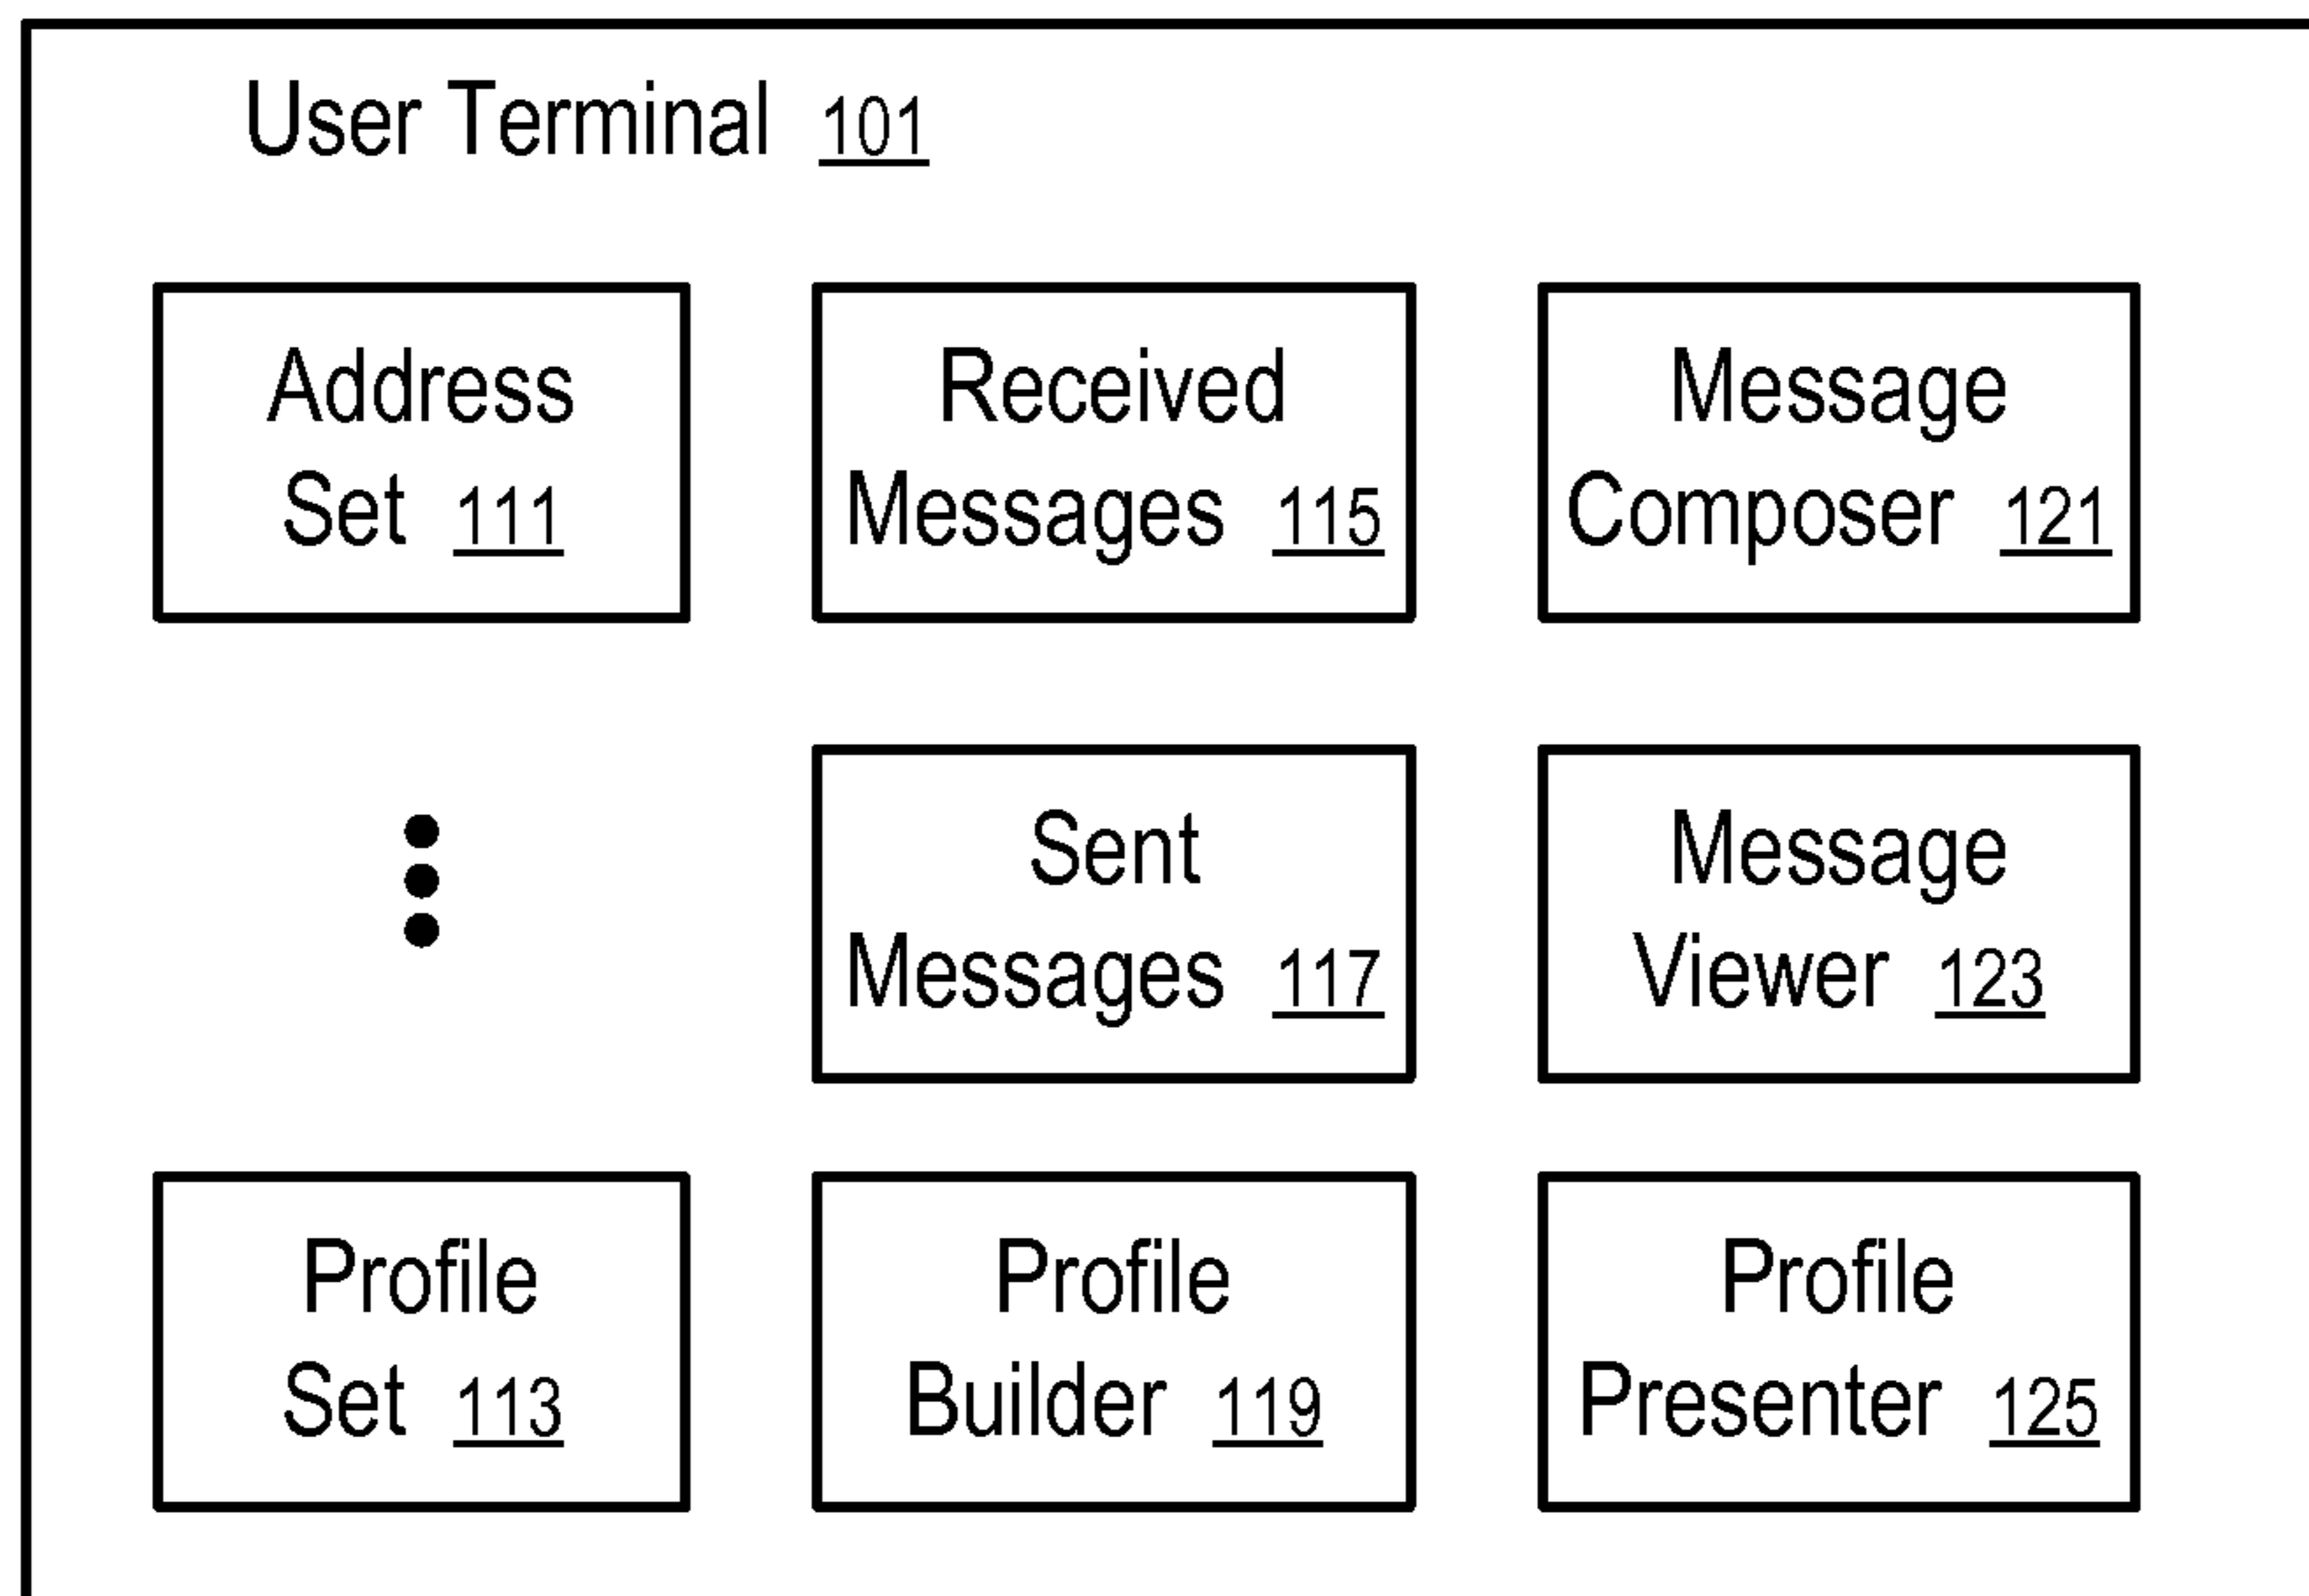 User Terminal 101
Address
Set 111
Received
Messages 115
Message
Composer 121
Sent
Messages 117
Message
Viewer 123
Profile
Set 113
Profile
Builder 119
Profile
Presenter 125